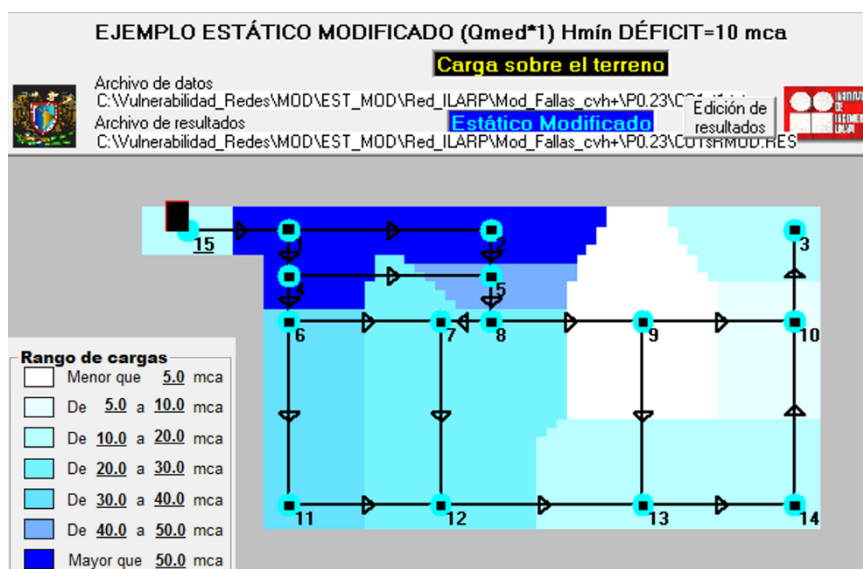 EJEMPLO ESTÁTICO MODIFICADO (Qmed*1) Hmín DÉFICIT=10 mca
Carga sobre el terreno
Archivo de datos
C:\Vulnerabilidad_Redes\MOD\EST_MOD\Red_ILARP\Mod_Fallas_cvh+\P0.23\
Archivo de resultados
Estático Modificado
Edición de
resultados
C:\Vulnerabilidad_Redes\MOD\EST_MOD\Red_ILARP\Mod_Fallas_cvh+\P0.23\COTsRMOD.RES
15
1
2
3
4
5
6
7
8
9
10
Rango de cargas
Menor que 5.0 mca
De 5.0 a 10.0 mca
De 10.0 a 20.0 mca
De 20.0 a 30.0 mca
De 30.0 a 40.0 mca
De 40.0 a 50.0 mca
Mayor que 50.0 mca
11
12
13
14